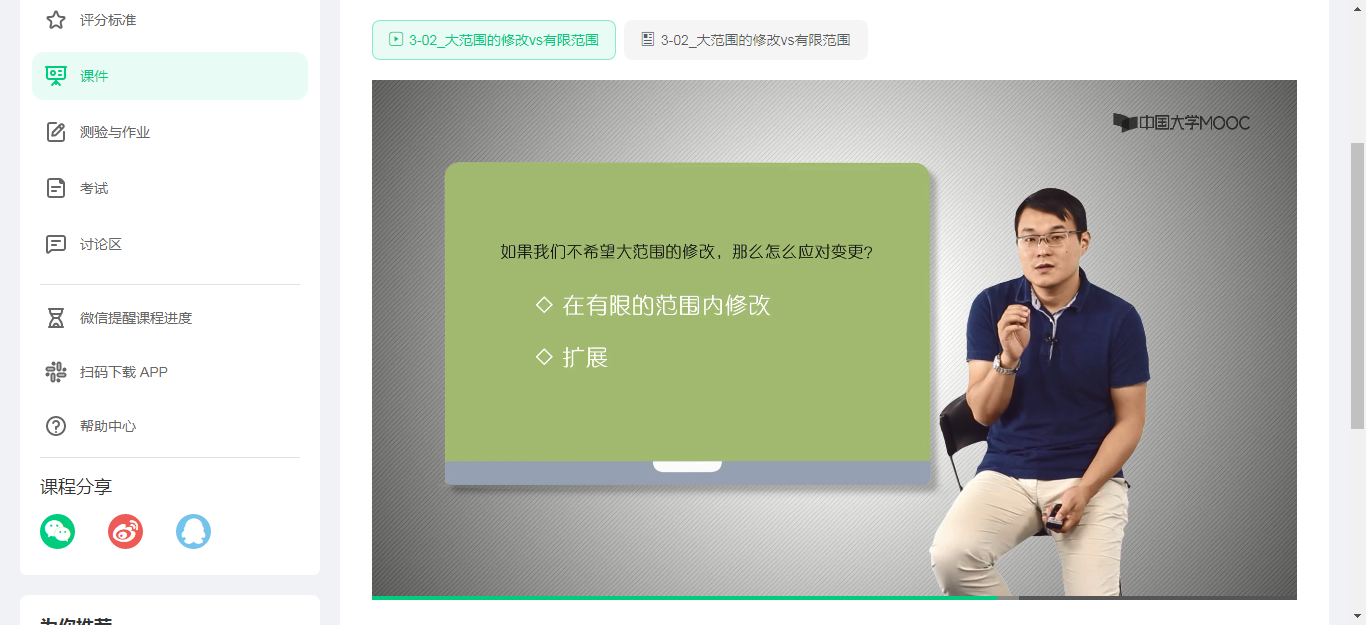 评分标准
课件
测验与作业
考试
讨论区
微信提醒课程进度
扫码下载 APP
帮助中心
课程分享
为你推荐
3-02_大范围的修改vs有限范围
3-02_大范围的修改vs有限范围
中国大学MOOC
如果我们不希望大范围的修改，那么怎么应对变更？
◇ 在有限的范围内修改
◇ 扩展